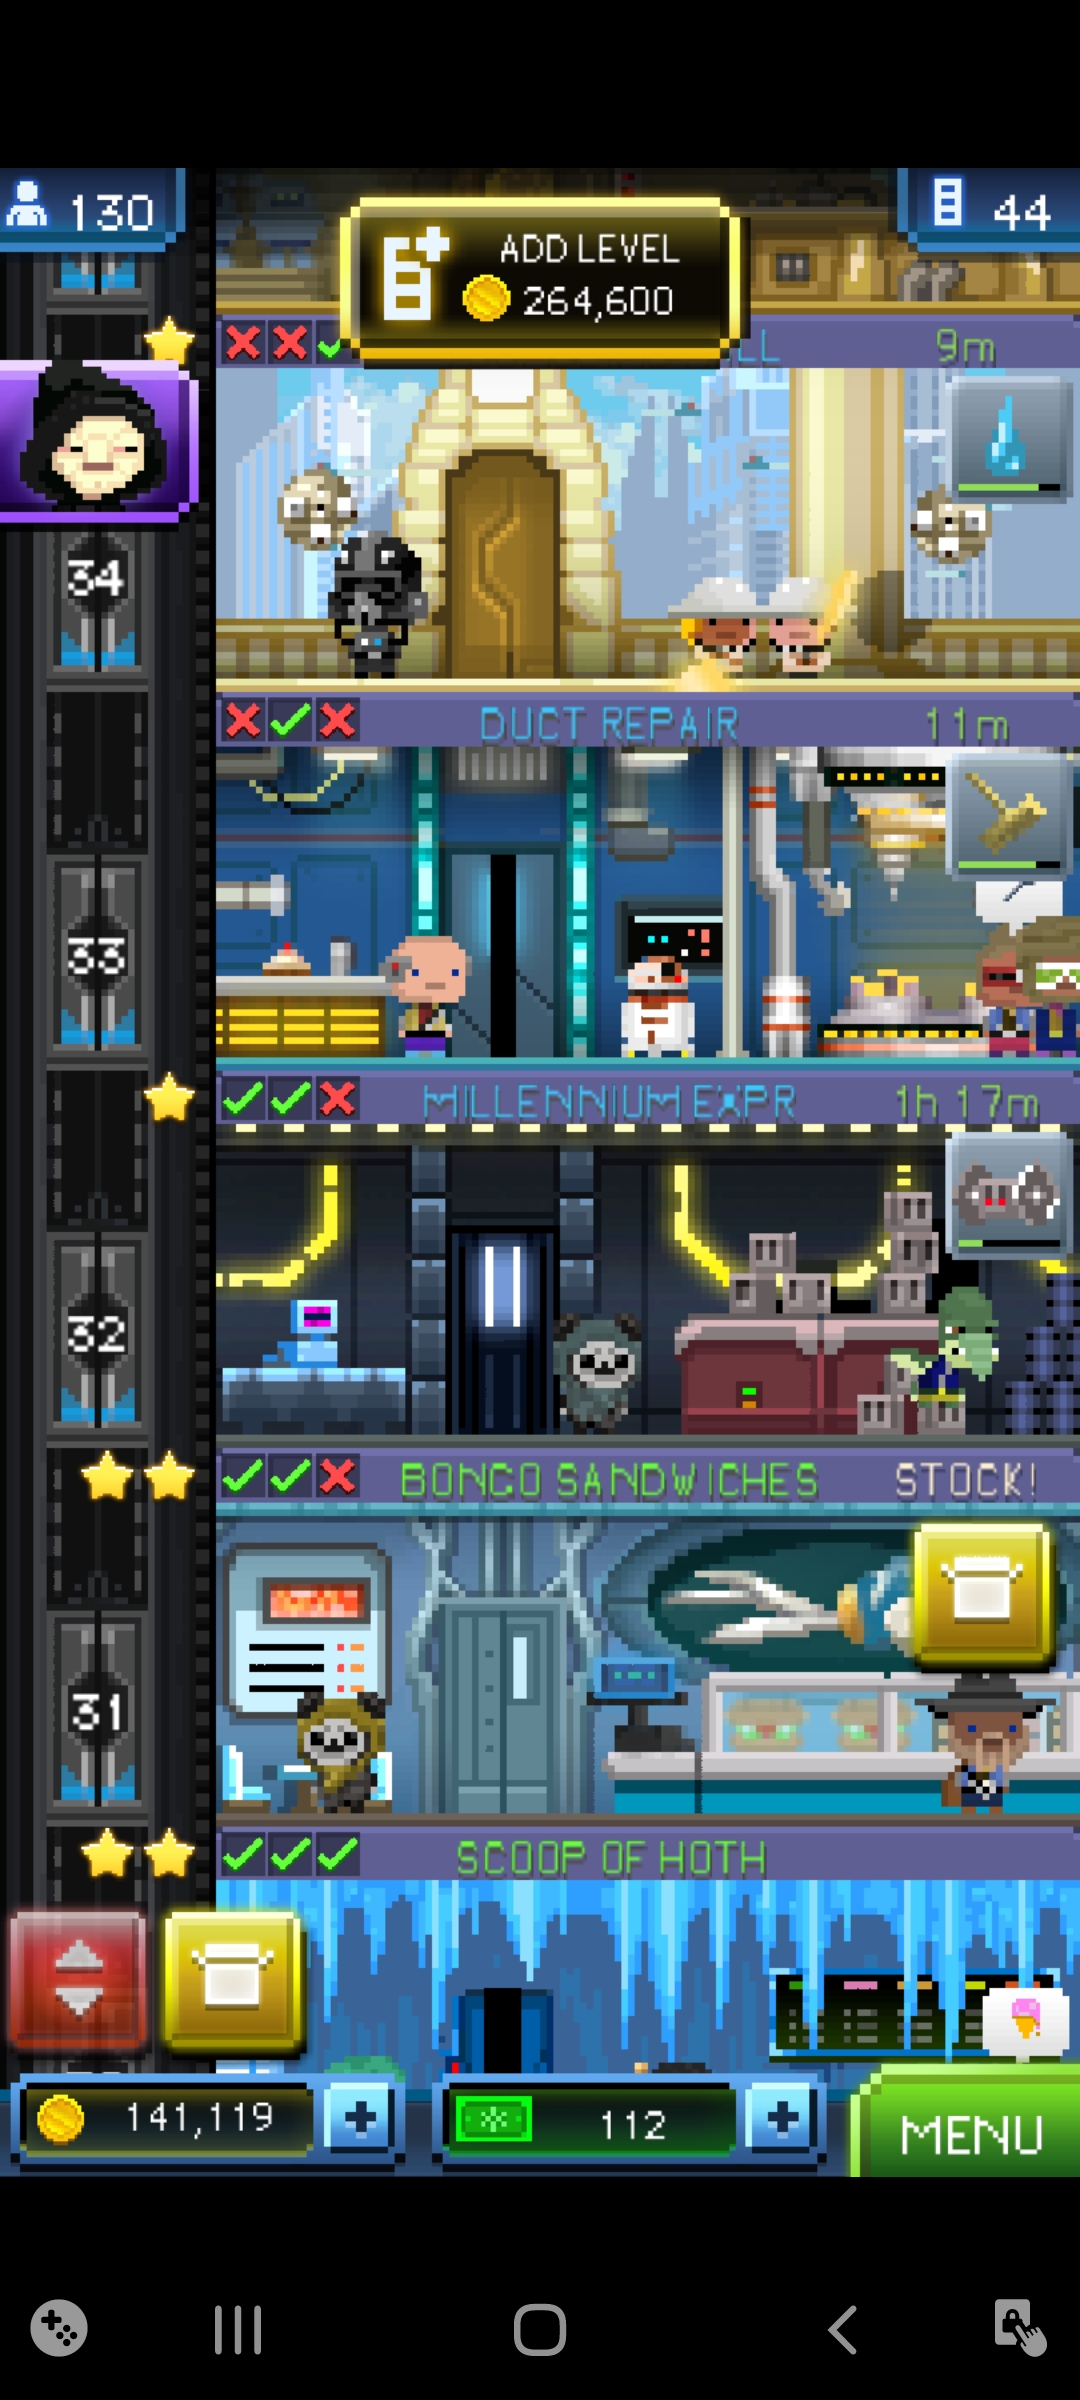 130
ADD LEVEL
264,600
44
LL
9m
34
DUCT REPAIR
11m
33
MILLENNIUM EXPR
1h 17m
32
BONGO SANDWICHES
STOCK!
31
SCOOP OF HOTH
141,119
112
MENU